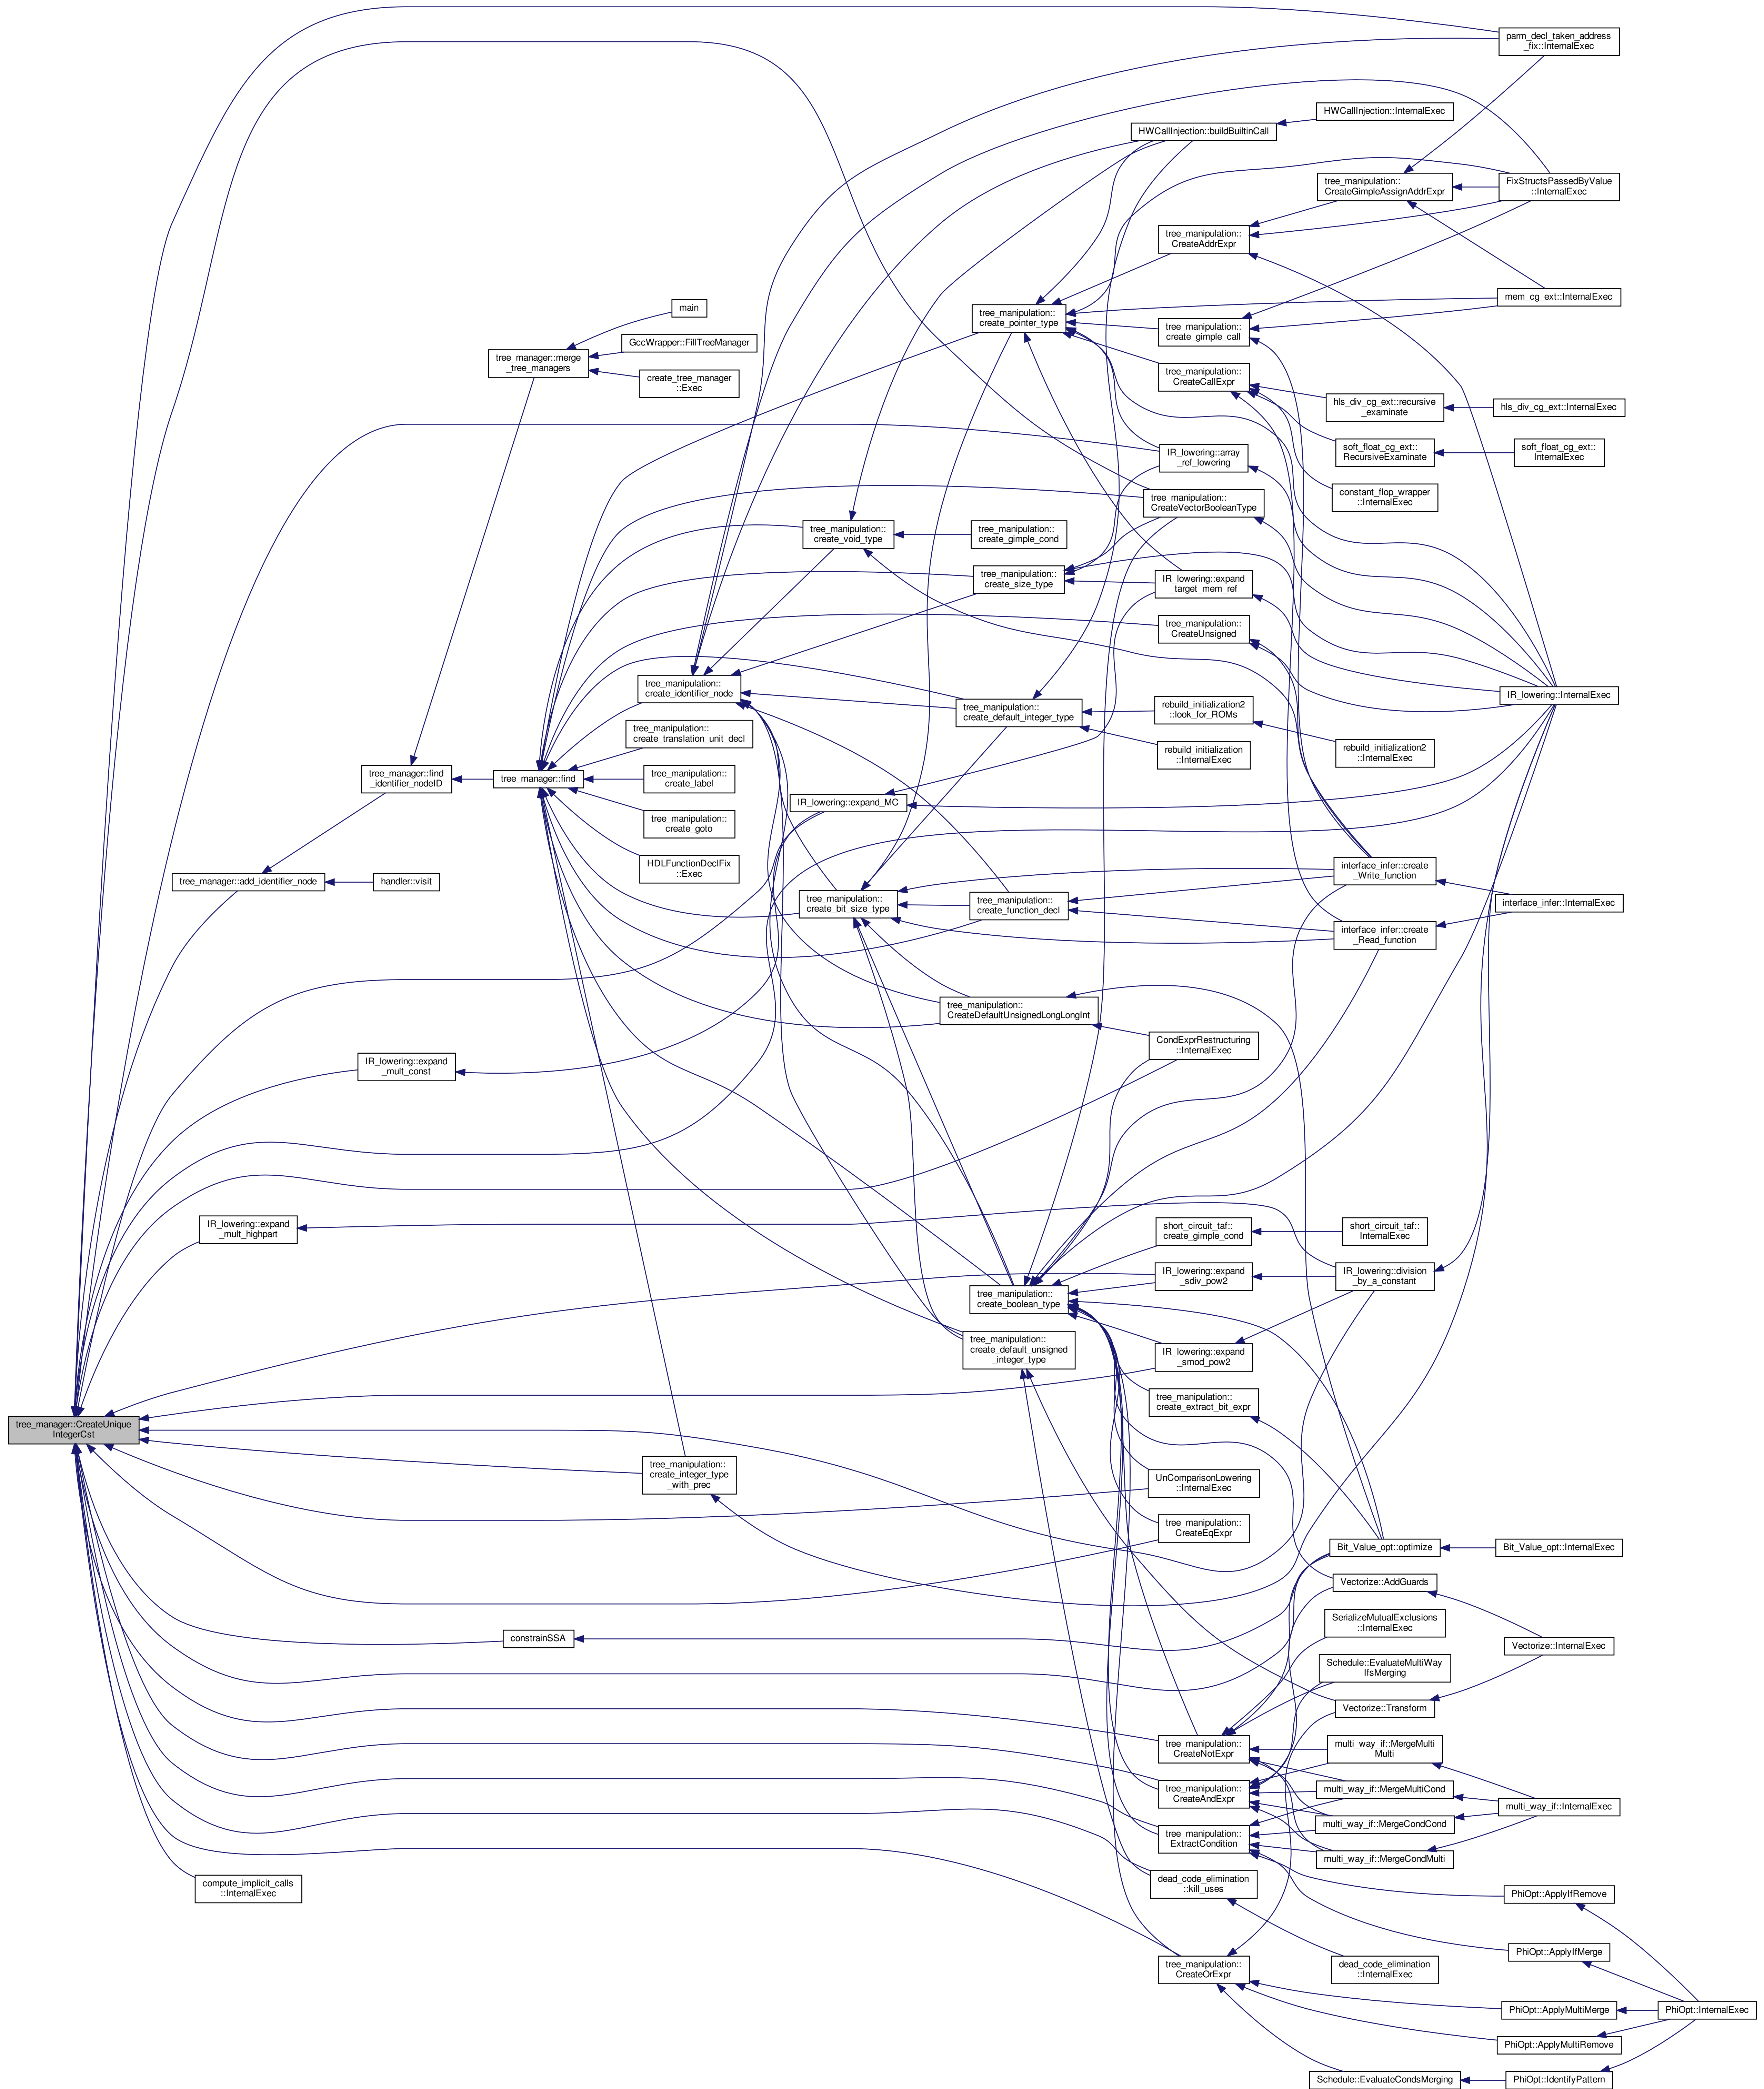 parm_decl_taken_address
_fix::InternalExec
HWCallInjection::InternalExec
HWCallInjection::buildBuiltinCall
tree_manipulation::
CreateGimpleAssignAddrExpr
FixStructsPassedByValue
::InternalExec
tree_manipulation::
CreateAddrExpr
mem_cg_ext::InternalExec
main
tree_manipulation::
create_pointer_type
tree_manipulation::
create_gimple_call
GccWrapper::FillTreeManager
tree_manager::merge
_tree_managers
create_tree_manager
::Exec
tree_manipulation::
CreateCallExpr
hls_div_cg_ext::recursive
_examinate
hls_div_cg_ext::InternalExec
IR_lowering::array
_ref_lowering
soft_float_cg_ext::
RecursiveExaminate
soft_float_cg_ext::
InternalExec
tree_manipulation::
CreateVectorBooleanType
constant_flop_wrapper
::InternalExec
tree_manipulation::
create_void_type
tree_manipulation::
create_gimple_cond
tree_manipulation::
create_size_type
IR_lowering::expand
_target_mem_ref
tree_manipulation::
CreateUnsigned
tree_manipulation::
create_identifier_node
IR_lowering::InternalExec
tree_manipulation::
create_default_integer_type
rebuild_initialization2
::look_for_ROMs
tree_manipulation::
create_translation_unit_decl
rebuild_initialization
::InternalExec
rebuild_initialization2
::InternalExec
tree_manager::find
_identifier_nodeID
tree_manager::find
tree_manipulation::
create_label
IR_lowering::expand_MC
tree_manipulation::
create_goto
HDLFunctionDeclFix
::Exec
interface_infer::create
_Write_function
tree_manager::add_identifier_node
handler::visit
tree_manipulation::
create_bit_size_type
tree_manipulation::
create_function_decl
interface_infer::InternalExec
interface_infer::create
_Read_function
tree_manipulation::
CreateDefaultUnsignedLongLongInt
CondExprRestructuring
::InternalExec
IR_lowering::expand
_mult_const
IR_lowering::expand
_mult_highpart
short_circuit_taf::
create_gimple_cond
short_circuit_taf::
InternalExec
IR_lowering::expand
_sdiv_pow2
IR_lowering::division
_by_a_constant
tree_manipulation::
create_boolean_type
tree_manipulation::
create_default_unsigned
_integer_type
IR_lowering::expand
_smod_pow2
tree_manipulation::
create_extract_bit_expr
tree_manager::CreateUnique
IntegerCst
tree_manipulation::
create_integer_type
_with_prec
UnComparisonLowering
::InternalExec
tree_manipulation::
CreateEqExpr
Bit_Value_opt::optimize
Bit_Value_opt::InternalExec
Vectorize::AddGuards
SerializeMutualExclusions
::InternalExec
constrainSSA
Vectorize::InternalExec
Schedule::EvaluateMultiWay
IfsMerging
Vectorize::Transform
tree_manipulation::
CreateNotExpr
multi_way_if::MergeMulti
Multi
tree_manipulation::
CreateAndExpr
multi_way_if::MergeMultiCond
multi_way_if::InternalExec
multi_way_if::MergeCondCond
tree_manipulation::
ExtractCondition
multi_way_if::MergeCondMulti
compute_implicit_calls
::InternalExec
dead_code_elimination
::kill_uses
PhiOpt::ApplyIfRemove
PhiOpt::ApplyIfMerge
tree_manipulation::
CreateOrExpr
dead_code_elimination
::InternalExec
PhiOpt::ApplyMultiMerge
PhiOpt::InternalExec
PhiOpt::ApplyMultiRemove
Schedule::EvaluateCondsMerging
PhiOpt::IdentifyPattern